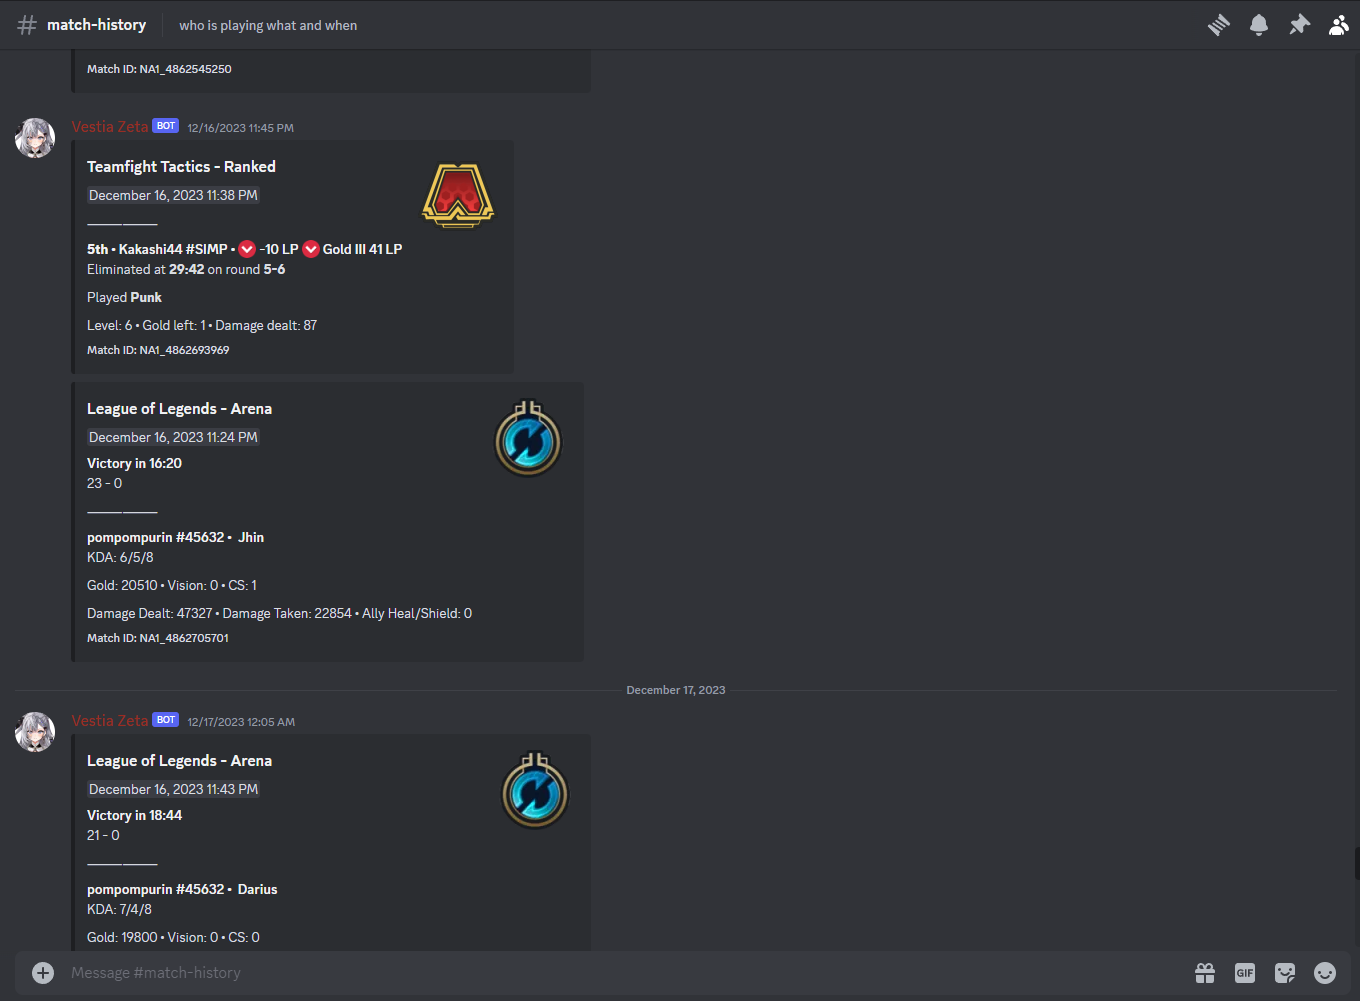 match-history who is playing what and when
Match ID: NA1_4862545250
Vestia Zeta BOT 12/16/2023 11:45 PM
Teamfight Tactics - Ranked
December 16, 2023 11:38 PM
5th • Kakashi44 #SIMP • -10 LP Gold III 41 LP
Eliminated at 29:42 on round 5-6
Played Punk
Level: 6 • Gold left: 1 • Damage dealt: 87
Match ID: NA1_4862693969
League of Legends - Arena
December 16, 2023 11:24 PM
Victory in 16:20
23 - 0
pompompurin #45632 • Jhin
KDA: 6/5/8
Gold: 20510 • Vision: 0 • CS: 1
Damage Dealt: 47327 • Damage Taken: 22854 • Ally Heal/Shield: 0
Match ID: NA1_4862705701
December 17, 2023
Vestia Zeta BOT 12/17/2023 12:05 AM
League of Legends - Arena
December 16, 2023 11:43 PM
Victory in 18:44
21 - 0
pompompurin #45632 • Darius
KDA: 7/4/8
Gold: 19800 • Vision: 0 • CS: 0
Message #match-history
GIF